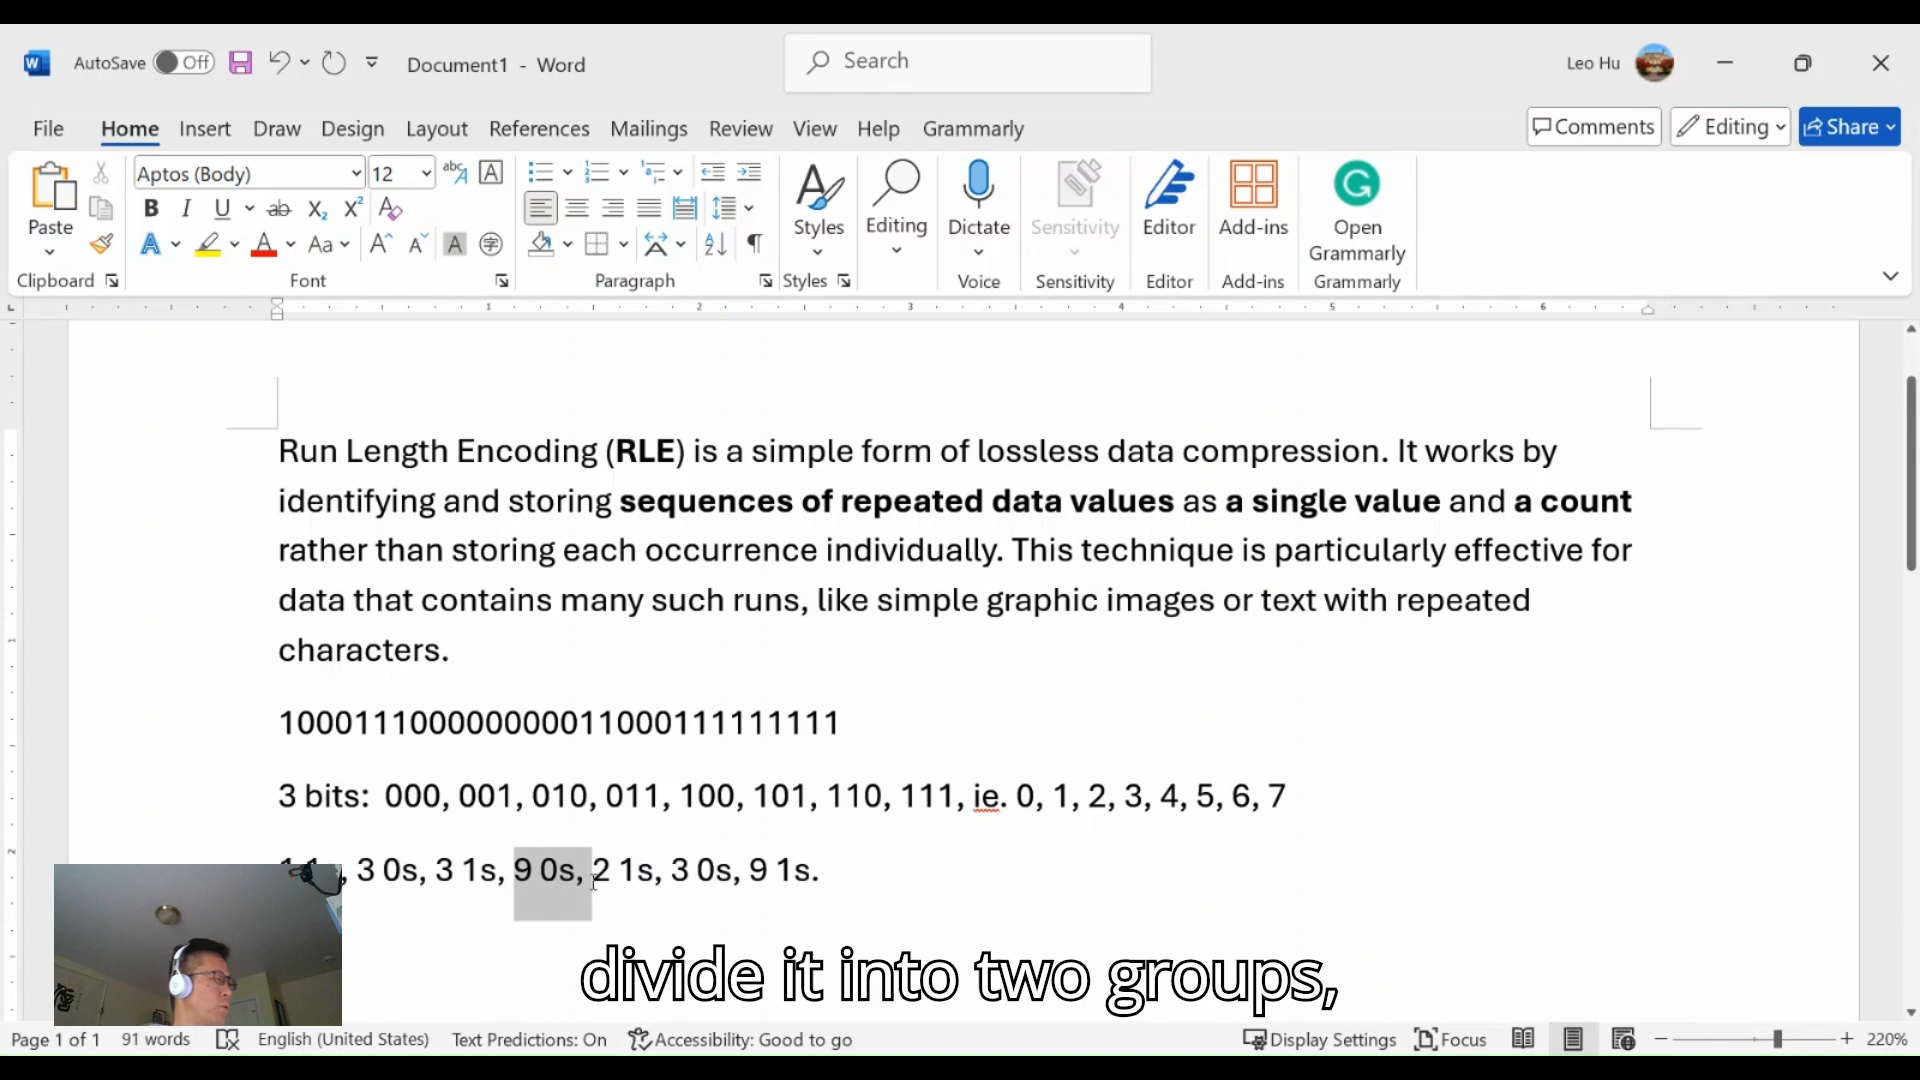 AutoSave Off Document1 - Word Search Leo Hu
File Home Insert Draw Design Layout References Mailings Review View Help Grammarly Comments Editing Share
Paste Aptos (Body) 12 Styles Editing Dictate Sensitivity Editor Add-ins Open Grammarly
Clipboard Font Paragraph Styles Voice Sensitivity Editor Add-ins Grammarly
1 2 3 4 5 6
Run Length Encoding (RLE) is a simple form of lossless data compression. It works by
identifying and storing sequences of repeated data values as a single value and a count
rather than storing each occurrence individually. This technique is particularly effective for
data that contains many such runs, like simple graphic images or text with repeated
characters.
100011100000000011000111111111
3 bits: 000, 001, 010, 011, 100, 101, 110, 111, ie. 0, 1, 2, 3, 4, 5, 6, 7
, 3 0s, 3 1s, 9 0s, 2 1s, 3 0s, 9 1s.
divide it into two groups,
Page 1 of 1 91 words English (United States) Text Predictions: On Accessibility: Good to go Display Settings Focus 220%